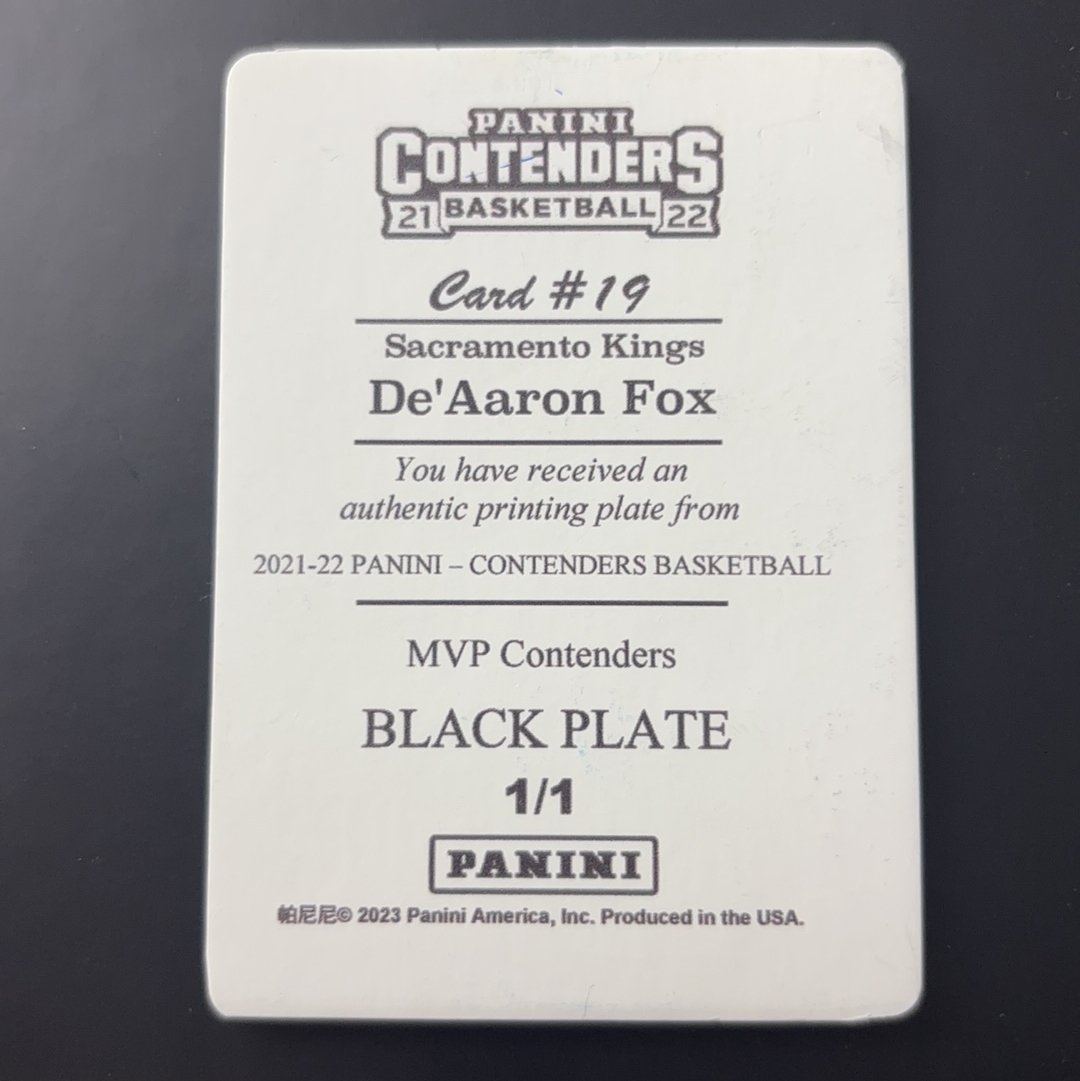 PANINI
CONTENDERS
21 BASKETBALL 22
Card #19
Sacramento Kings
De'Aaron Fox
You have received an
authentic printing plate from
2021-22 PANINI – CONTENDERS BASKETBALL
MVP Contenders
BLACK PLATE
1/1
PANINI
帕尼尼© 2023 Panini America, Inc. Produced in the USA.